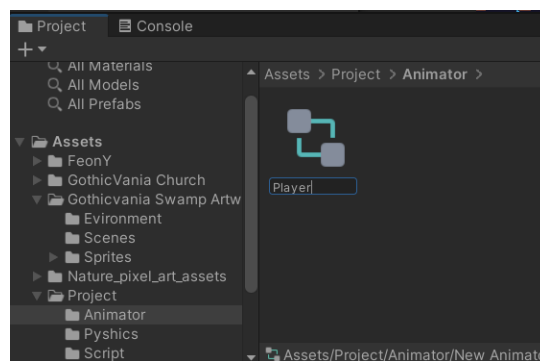 Project Console
+
All Materials
All Models
All Prefabs
Assets
FeonY
GothicVania Church
Gothicvania Swamp Artw
Evironment
Scenes
Sprites
Nature_pixel_art_assets
Project
Animator
Pyshics
Script
Assets > Project > Animator >
Player
Assets/Project/Animator/New Animat